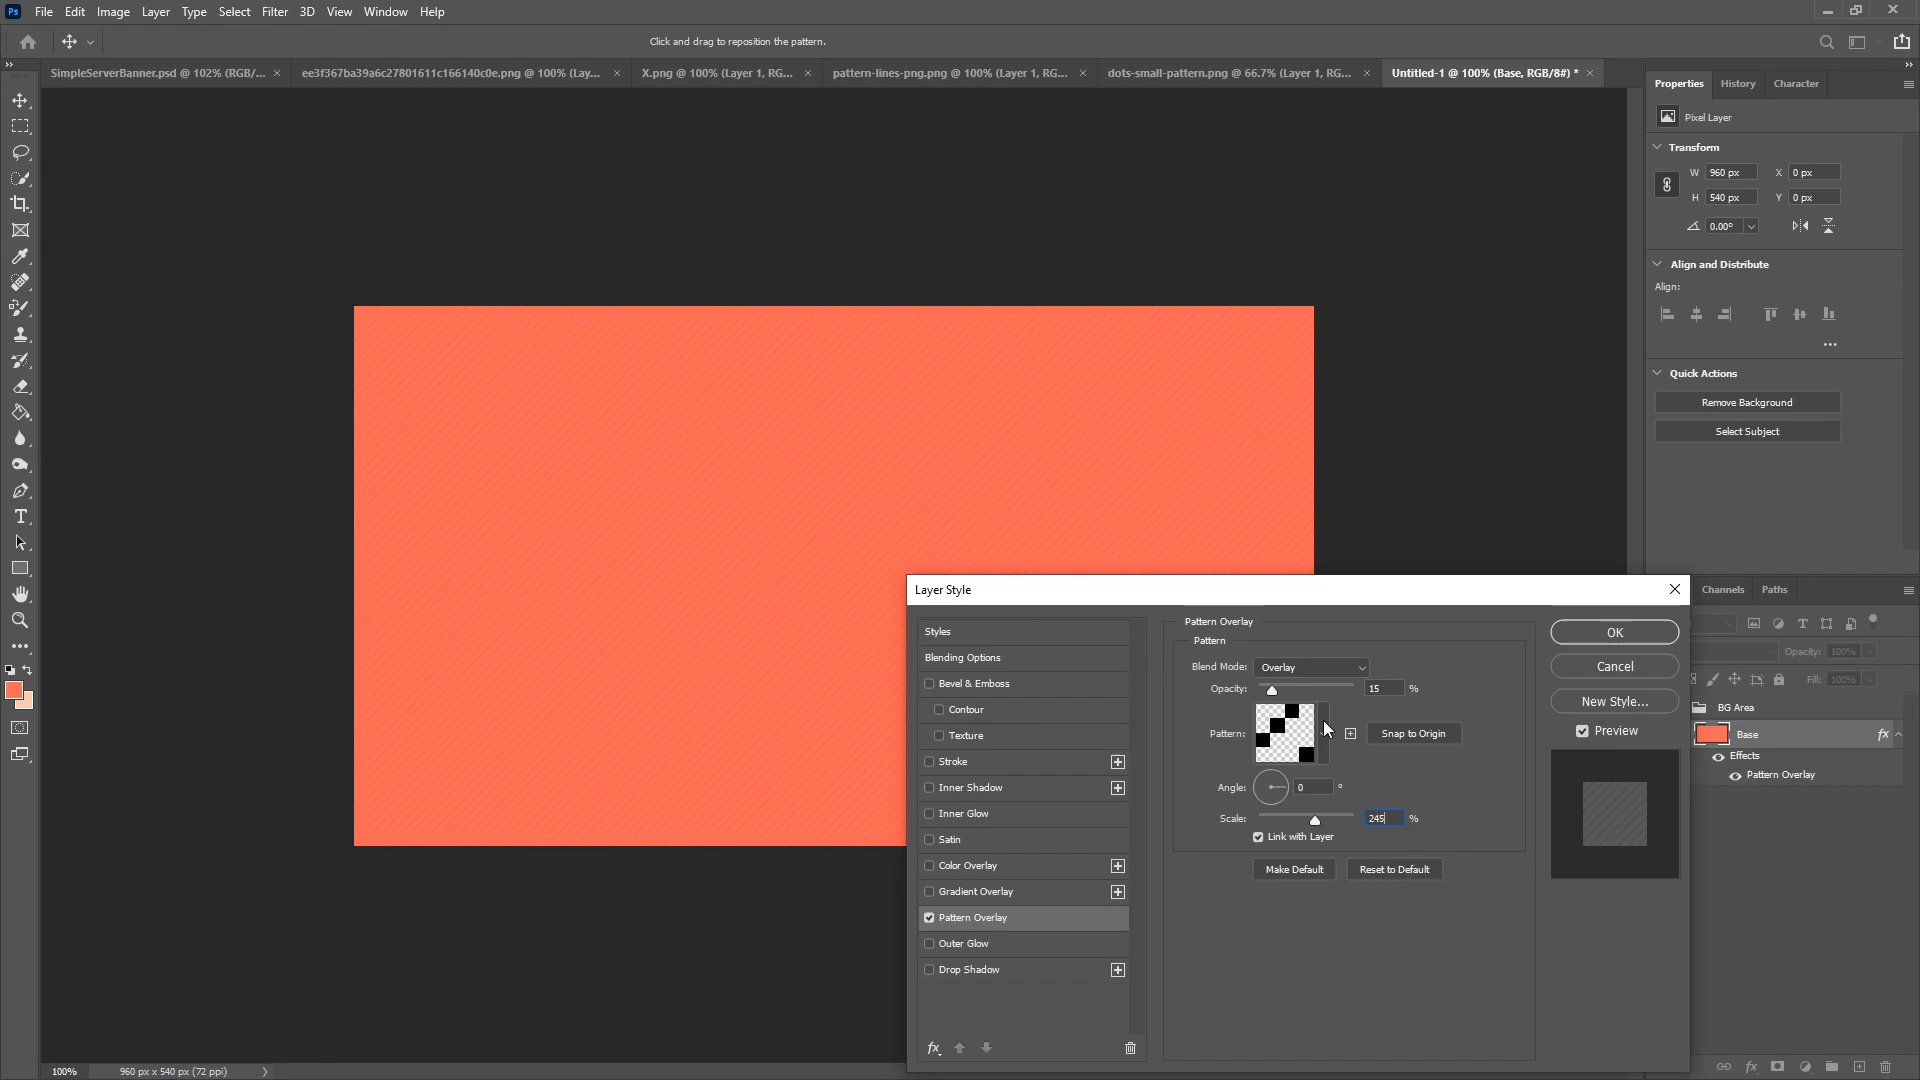 Ps File Edit Image Layer Type Select Filter 3D View Window Help
Click and drag to reposition the pattern.
SimpleServerBanner.psd @ 102% (RGB/... ee3f367ba39a6c27801611c166140c0e.png @ 100% (Lay... X.png @ 100% (Layer 1, RG... pattern-lines-png.png @ 100% (Layer 1, RG... dots-small-pattern.png @ 66.7% (Layer 1, RG... Untitled-1 @ 100% (Base, RGB/8#) *
Properties History Character
Pixel Layer
Transform
W 960 px X 0 px
H 540 px Y 0 px
0.00°
Align and Distribute
Align:
Quick Actions
Remove Background
Select Subject
Layer Style
Styles
Blending Options
Bevel & Emboss
Contour
Texture
Stroke
Inner Shadow
Inner Glow
Satin
Color Overlay
Gradient Overlay
Pattern Overlay
Outer Glow
Drop Shadow
fx
Pattern Overlay
Pattern
Blend Mode: Overlay
Opacity: 15 %
Pattern: Snap to Origin
Angle: 0 °
Scale: 245 %
Link with Layer
Make Default Reset to Default
OK
Cancel
New Style...
Preview
Channels Paths
Opacity: 100%
Fill: 100%
BG Area
Base fx
Effects
Pattern Overlay
fx
100% 960 px x 540 px (72 ppi)